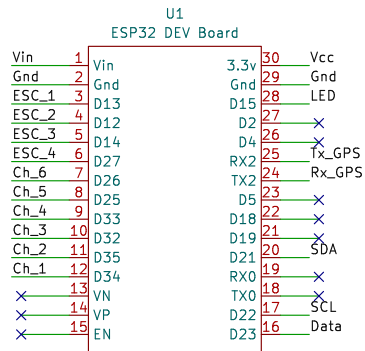 U1
ESP32 DEV Board
Vin 1 Vin 3.3v 30 Vcc
Gnd 2 Gnd Gnd 29 Gnd
ESC_1 3 D13 D15 28 LED
ESC_2 4 D12 D2 27
ESC_3 5 D14 D4 26
ESC_4 6 D27 RX2 25 Tx_GPS
Ch_6 7 D26 TX2 24 Rx_GPS
Ch_5 8 D25 D5 23
Ch_4 9 D33 D18 22
Ch_3 10 D32 D19 21
Ch_2 11 D35 D21 20 SDA
Ch_1 12 D34 RX0 19
13 VN TX0 18
14 VP D22 17 SCL
15 EN D23 16 Data